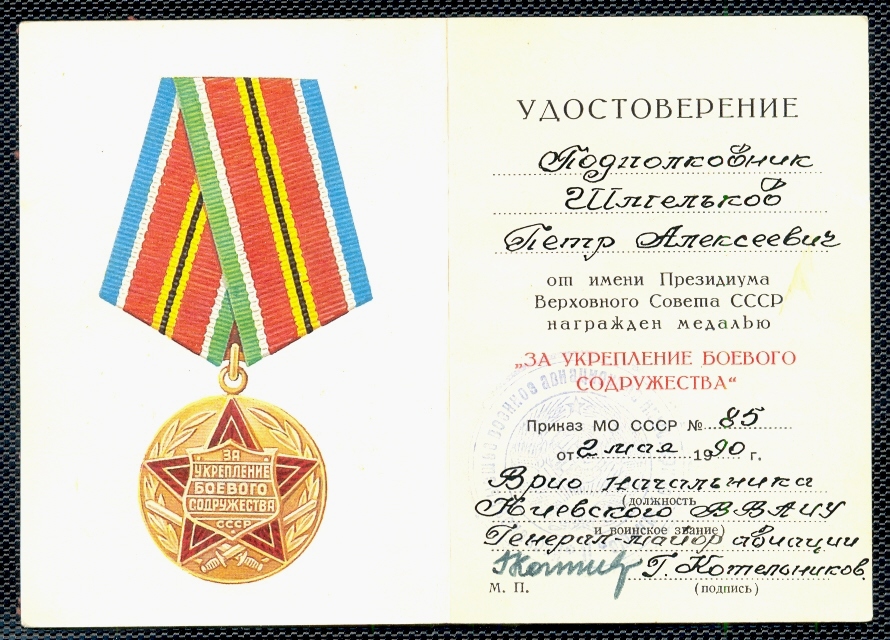 ЗА
УКРЕПЛЕНИЕ
БОЕВОГО
СОДРУЖЕСТВА
СССР
УДОСТОВЕРЕНИЕ
Подполковник
Шмельков
Петр Алексеевич
от имени Президиума
Верховного Совета СССР
награжден медалью
„ЗА УКРЕПЛЕНИЕ БОЕВОГО
СОДРУЖЕСТВА“
Приказ МО СССР № 85
от 2 мая 1990 г.
Врио начальника
(должность
Киевского ВВАИУ
и воинское звание)
Генерал-майор авиации
Г. Котельников
М. П. (подпись)